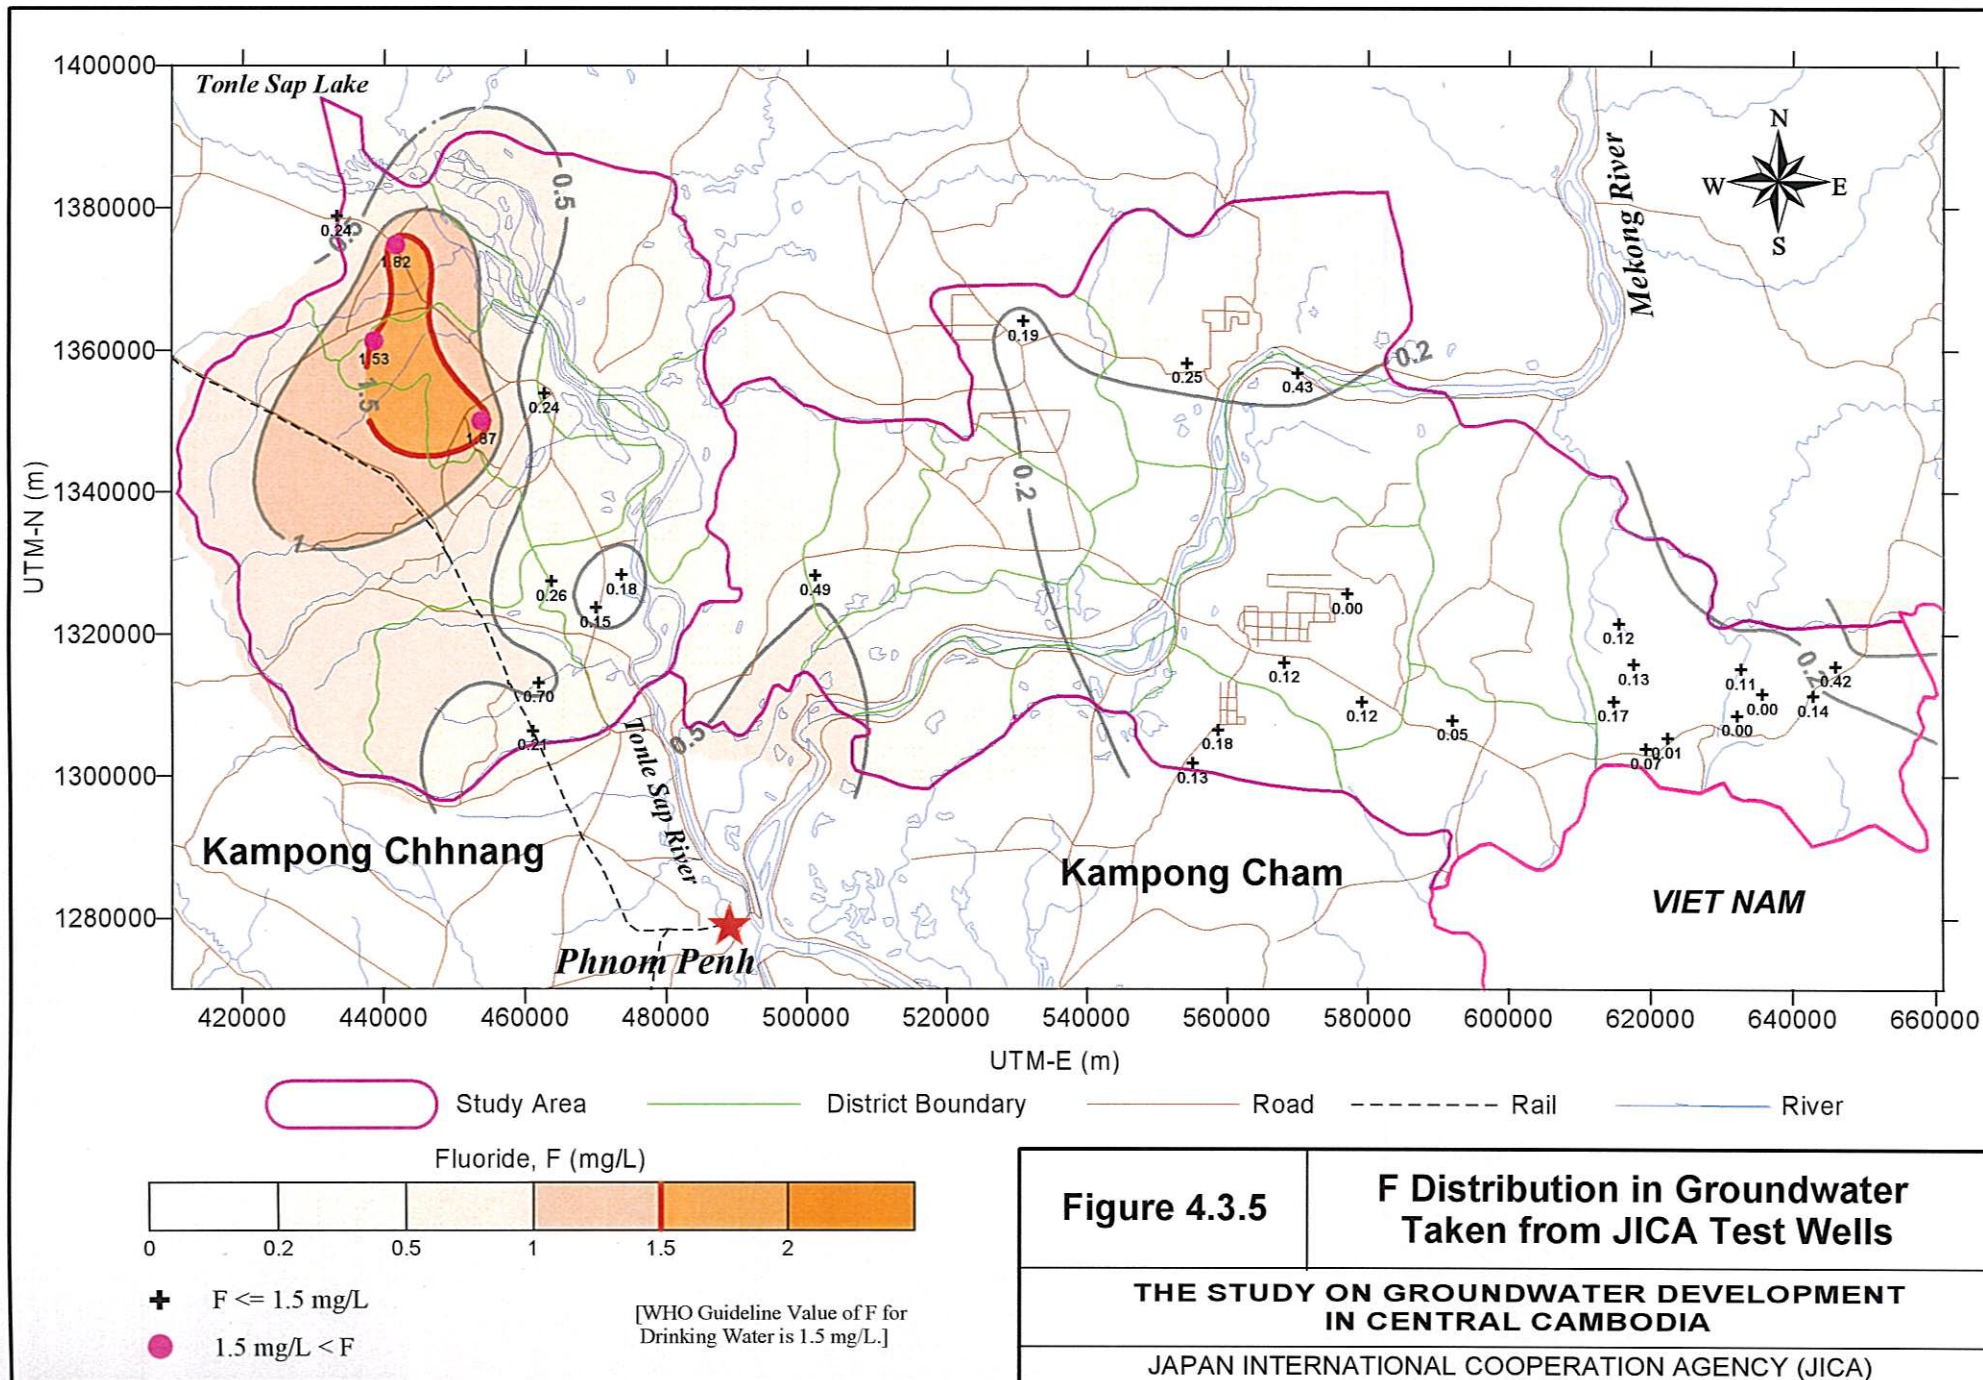 1400000
1380000
1360000
1340000
1320000
1300000
1280000
UTM-N (m)
Tonle Sap Lake
Mekong River
N
W
E
S
0.5
0.24
0.5
1.82
1.53
1.5
1.87
0.24
1
0.26
0.18
0.15
0.70
0.21
0.5
0.49
0.19
0.2
0.25
0.43
0.2
0.00
0.12
0.12
0.18
0.13
0.05
0.12
0.13
0.17
0.07
0.01
0.11
0.00
0.00
0.14
0.42
0.2
Tonle Sap River
Kampong Chhnang
Kampong Cham
VIET NAM
Phnom Penh
420000
440000
460000
480000
500000
520000
540000
560000
580000
600000
620000
640000
660000
UTM-E (m)
Study Area
District Boundary
Road
Rail
River
Fluoride, F (mg/L)
0
0.2
0.5
1
1.5
2
F <= 1.5 mg/L
1.5 mg/L < F
[WHO Guideline Value of F for
Drinking Water is 1.5 mg/L.]
Figure 4.3.5
F Distribution in Groundwater
Taken from JICA Test Wells
THE STUDY ON GROUNDWATER DEVELOPMENT
IN CENTRAL CAMBODIA
JAPAN INTERNATIONAL COOPERATION AGENCY (JICA)